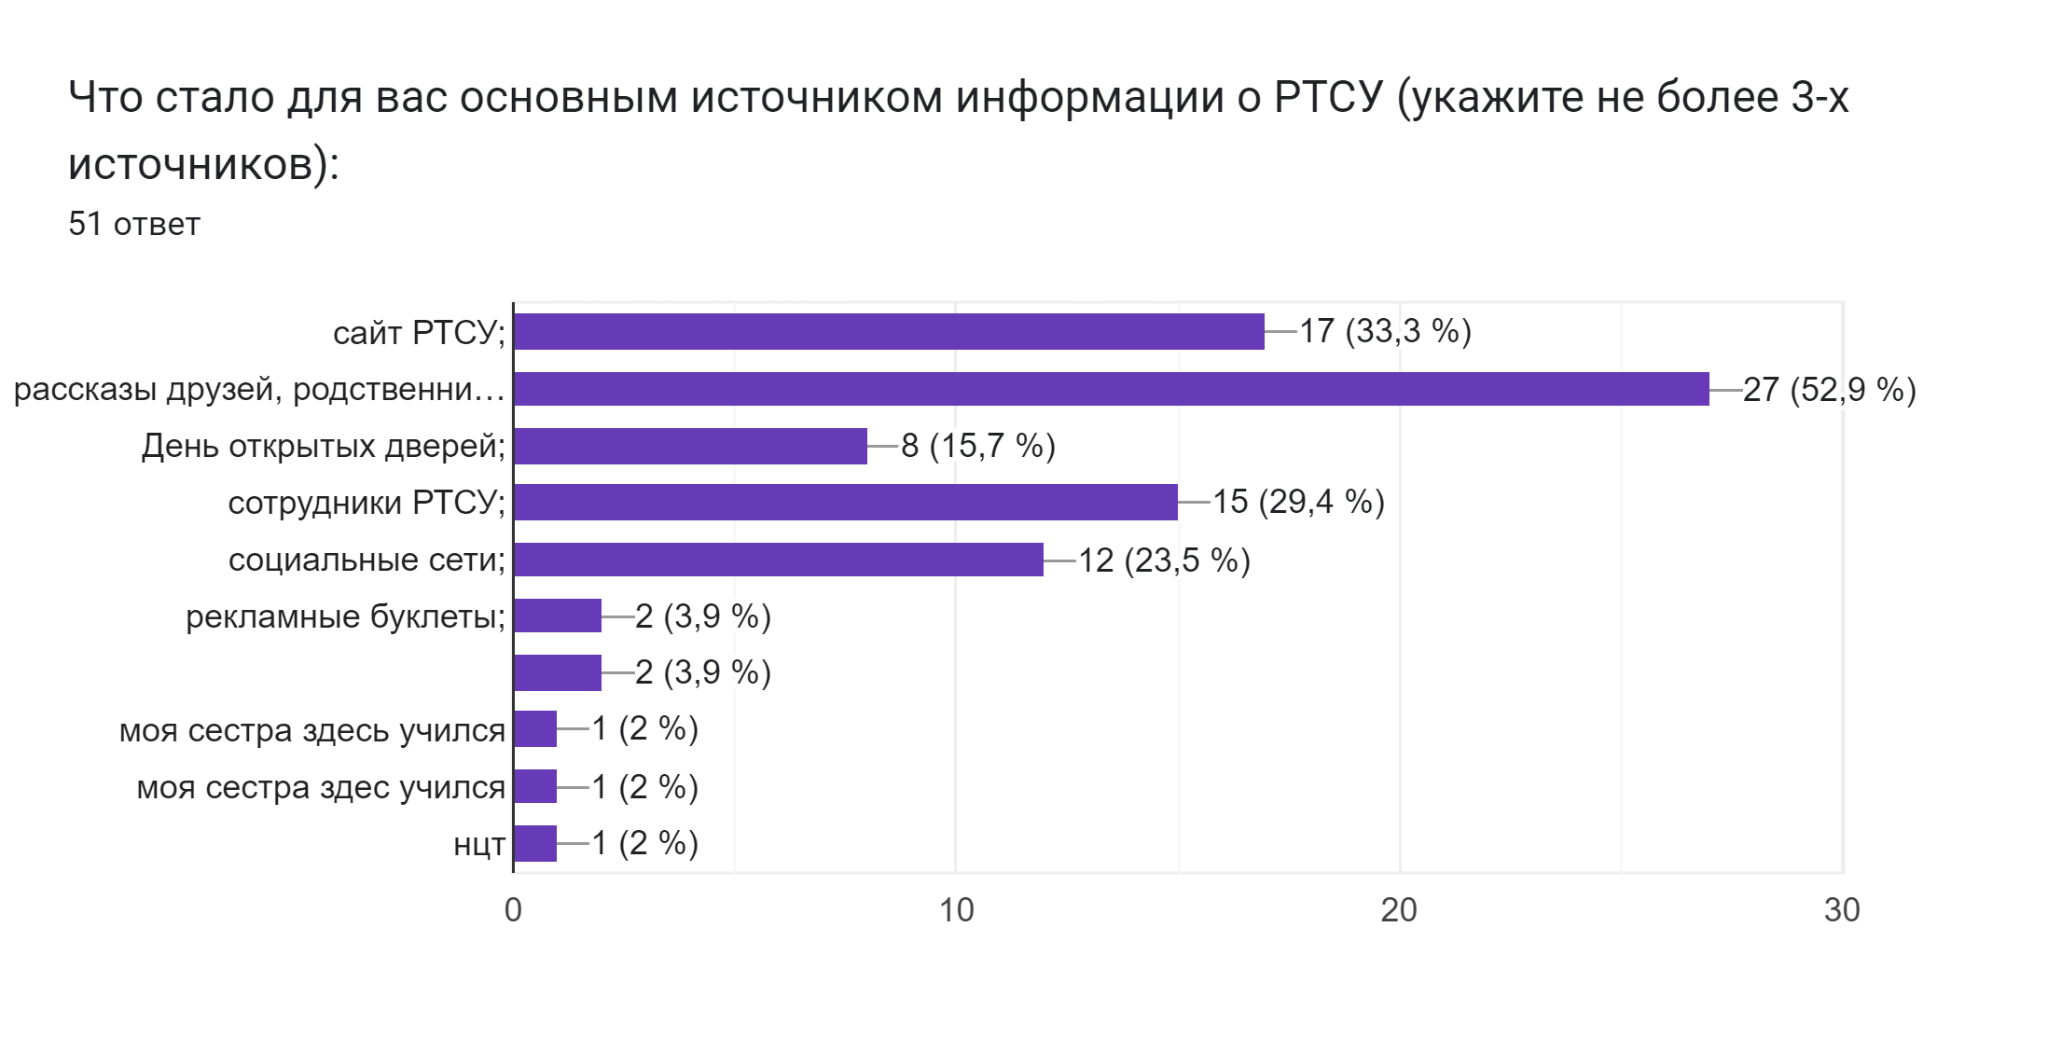 Что стало для вас основным источником информации о РТСУ (укажите не более 3-х
источников):
51 ответ
сайт РТСУ; 17 (33,3 %)
рассказы друзей, родственни… 27 (52,9 %)
День открытых дверей; 8 (15,7 %)
сотрудники РТСУ; 15 (29,4 %)
социальные сети; 12 (23,5 %)
рекламные буклеты; 2 (3,9 %)
2 (3,9 %)
моя сестра здесь учился 1 (2 %)
моя сестра здес учился 1 (2 %)
нцт 1 (2 %)
0 10 20 30